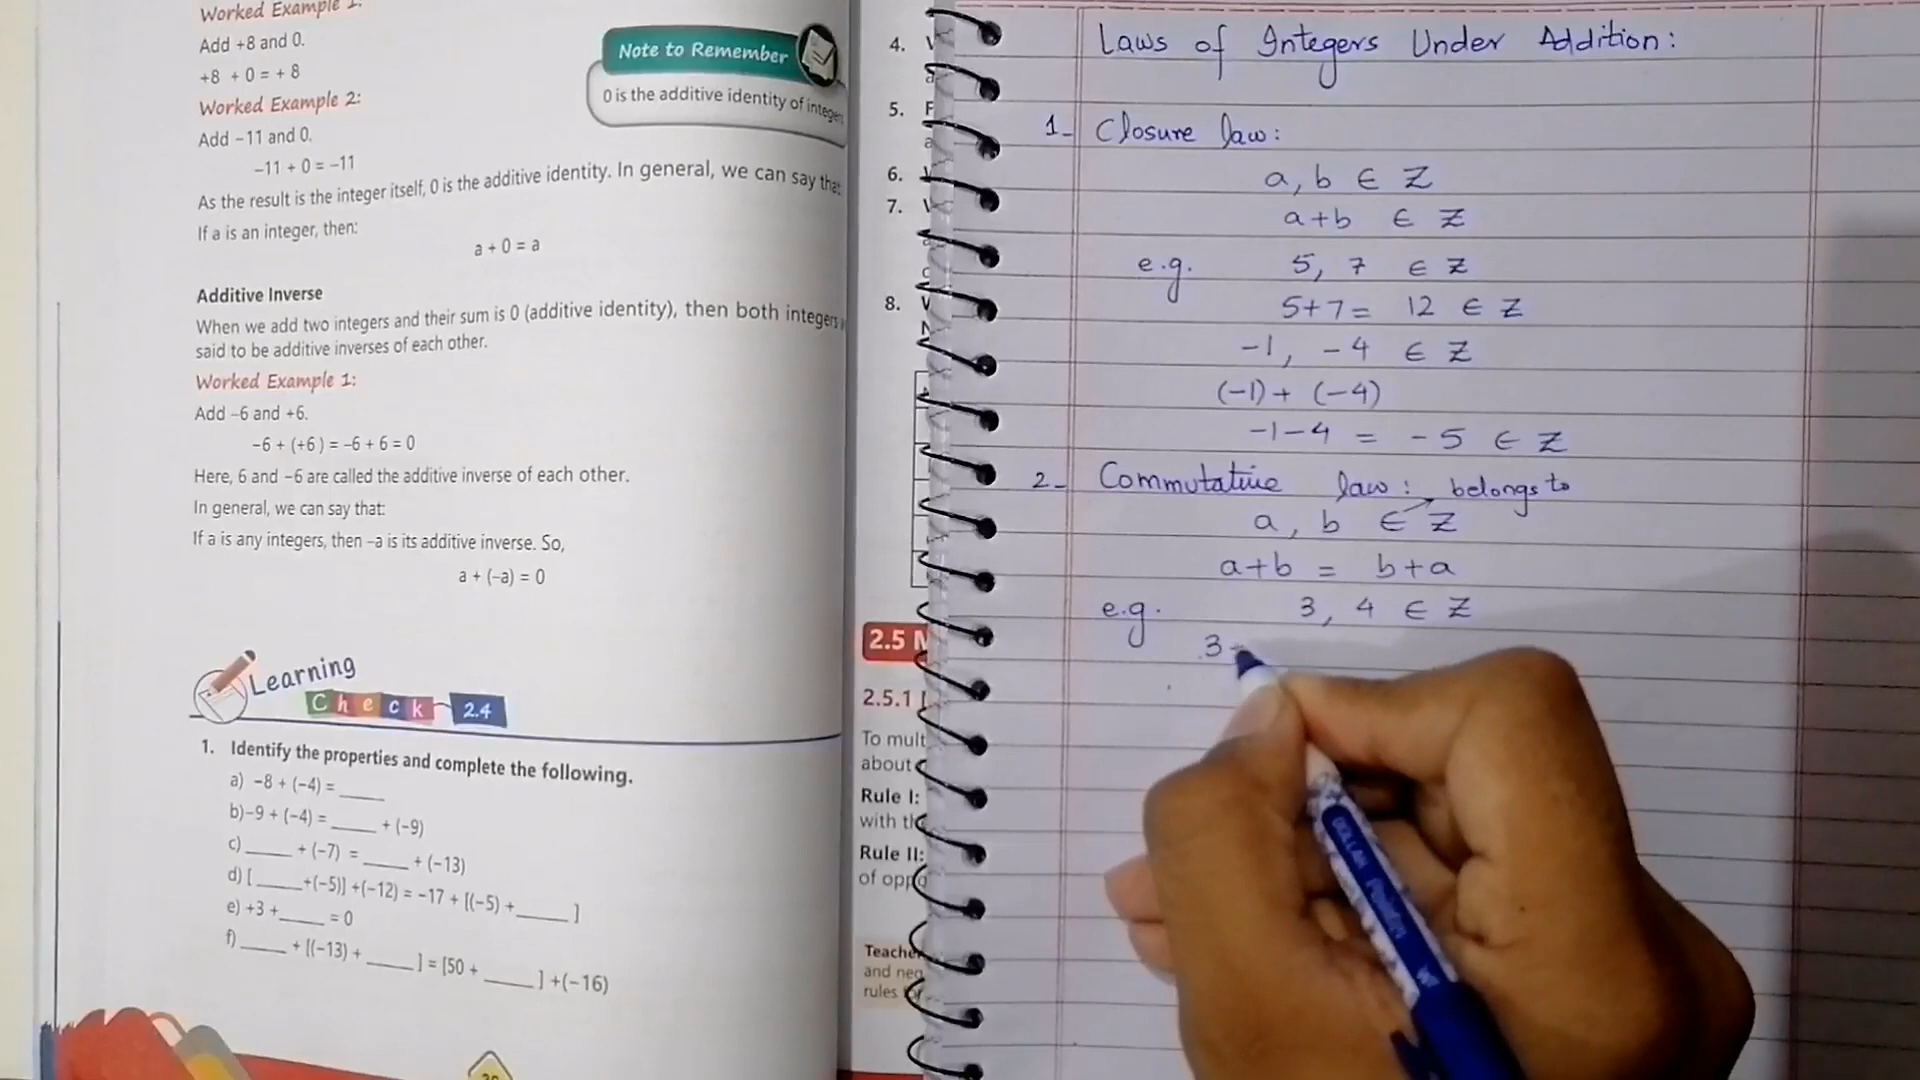 Worked Example 1:
Add +8 and 0.
+8 + 0 = + 8
Worked Example 2:
Add −11 and 0.
−11 + 0 = −11
As the result is the integer itself, 0 is the additive identity. In general, we can say that
If a is an integer, then:
a + 0 = a
Note to Remember
0 is the additive identity of integer
Additive Inverse
When we add two integers and their sum is 0 (additive identity), then both integers
said to be additive inverses of each other.
Worked Example 1:
Add −6 and +6.
−6 + (+6 ) = −6 + 6 = 0
Here, 6 and −6 are called the additive inverse of each other.
In general, we can say that:
If a is any integers, then −a is its additive inverse. So,
a + (−a) = 0
Learning
Check 2.4
1. Identify the properties and complete the following.
a) −8 + (−4) = ____
b) −9 + (−4) = ____ + (−9)
c) ____ + (−7) = ____ + (−13)
d) [ ____ +(−5)] +(−12) = −17 + [(−5) + ____ ]
e) +3 + ____ = 0
f) ____ + [(−13) + ____ ] = [50 + ____ ] +(−16)
4.
5. F
6.
7.
8.
2.5 M
2.5.1
To mult
about
Rule I:
with th
Rule II:
of oppo
Teache
and neg
rules for
Laws of Integers Under Addition:
1- Closure law:
a, b ∈ Z
a+b ∈ Z
e.g. 5, 7 ∈ Z
5+7= 12 ∈ Z
-1, -4 ∈ Z
(-1)+ (-4)
-1-4 = -5 ∈ Z
2- Commutative law: belongs to
a, b ∈ Z
a+b = b+a
e.g. 3, 4 ∈ Z
3
DOLLAR Pointer